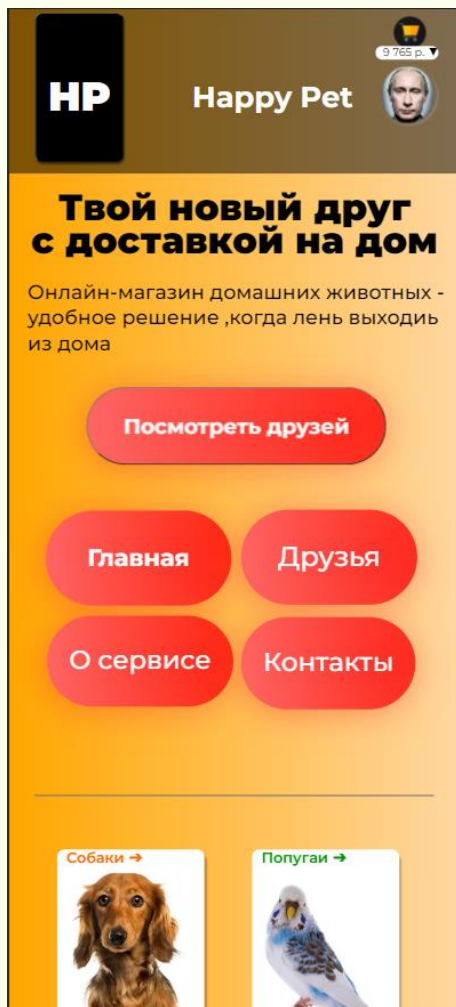 9 765 р. ▼
HP
Happy Pet
Твой новый друг
с доставкой на дом
Онлайн-магазин домашних животных -
удобное решение ,когда лень выходиь
из дома
Посмотреть друзей
Главная
Друзья
О сервисе
Контакты
Собаки ➔
Попугаи ➔